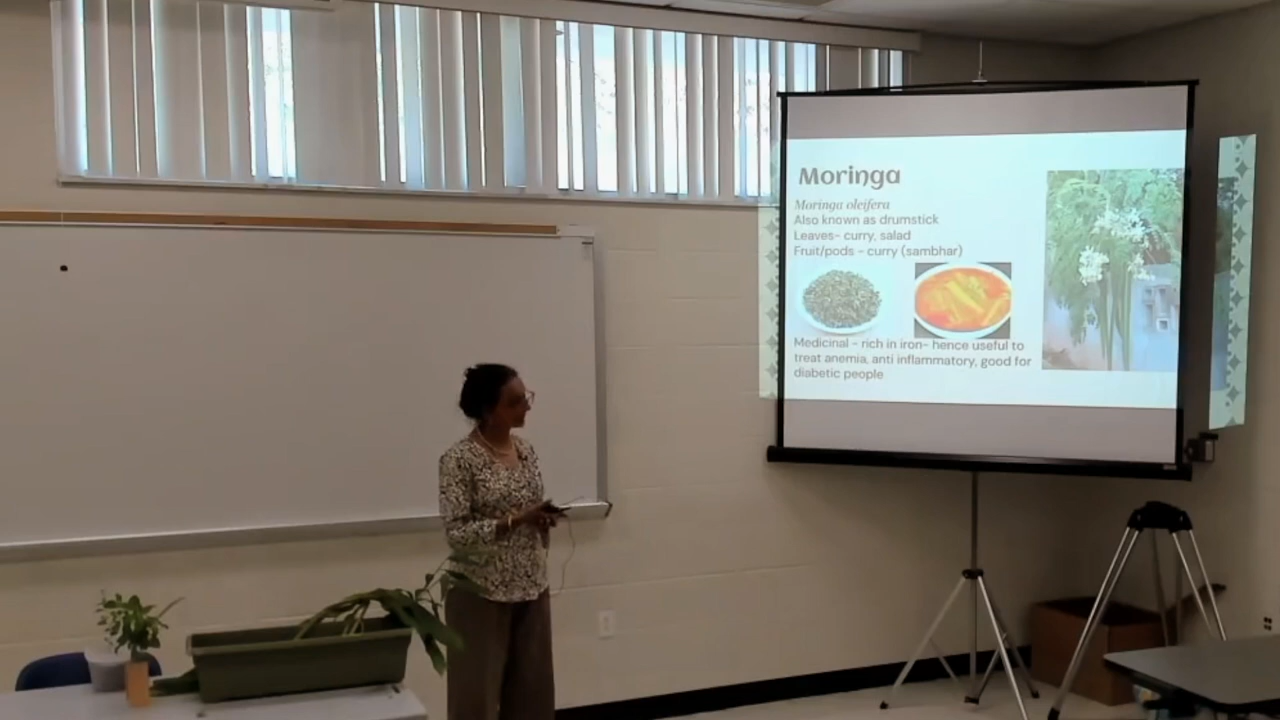 Moringa
Moringa oleifera
Also known as drumstick
Leaves- curry, salad
Fruit/pods - curry (sambhar)
Medicinal - rich in iron- hence useful to
treat anemia, anti inflammatory, good for
diabetic people